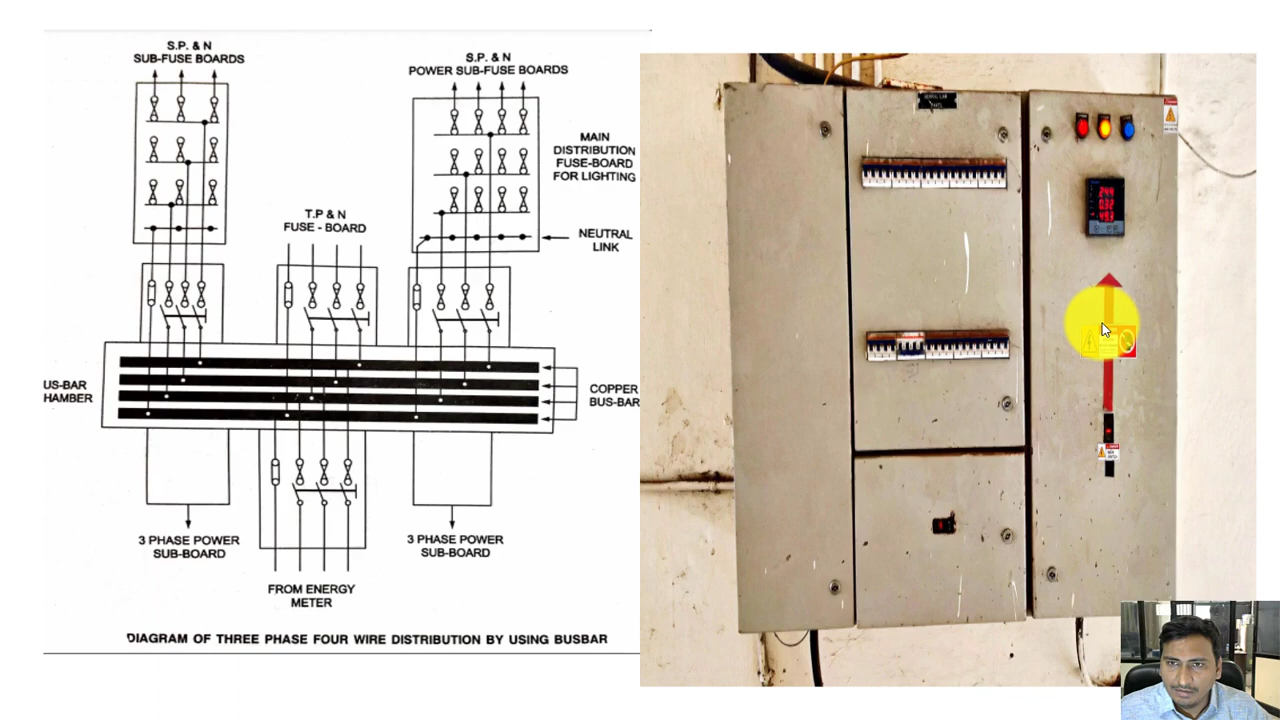 S.P. & N
SUB-FUSE BOARDS
S.P. & N
POWER SUB-FUSE BOARDS
MAIN
DISTRIBUTION
FUSE-BOARD
FOR LIGHTING
T.P & N
FUSE - BOARD
NEUTRAL
LINK
US-BAR
HAMBER
COPPER
BUS-BAR
3 PHASE POWER
SUB-BOARD
3 PHASE POWER
SUB-BOARD
FROM ENERGY
METER
DIAGRAM OF THREE PHASE FOUR WIRE DISTRIBUTION BY USING BUSBAR